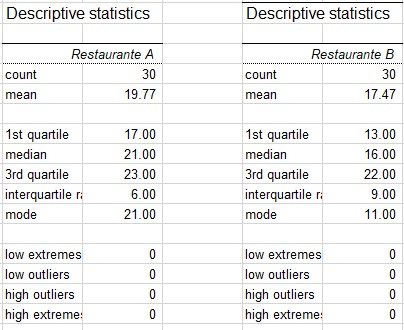 Descriptive statistics Descriptive statistics
Restaurante A Restaurante B
count 30 count 30
mean 19.77 mean 17.47
1st quartile 17.00 1st quartile 13.00
median 21.00 median 16.00
3rd quartile 23.00 3rd quartile 22.00
interquartile ra 6.00 interquartile ra 9.00
mode 21.00 mode 11.00
low extremes 0 low extremes 0
low outliers 0 low outliers 0
high outliers 0 high outliers 0
high extremes 0 high extremes 0